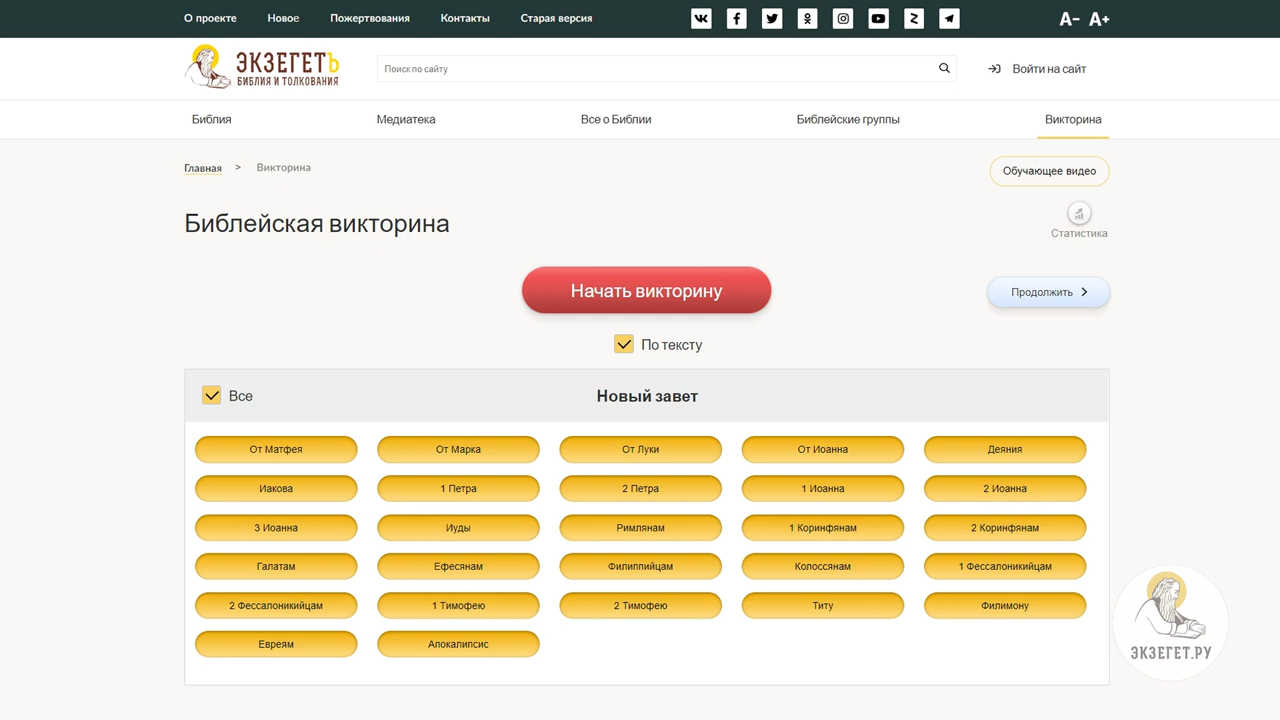 О проекте Новое Пожертвования Контакты Старая версия A- A+
ЭКЗЕГЕТЪ
БИБЛИЯ И ТОЛКОВАНИЯ
Поиск по сайту
Войти на сайт
Библия Медиатека Все о Библии Библейские группы Викторина
Главная > Викторина
Обучающее видео
Библейская викторина
Статистика
Начать викторину
Продолжить
По тексту
Все Новый завет
От Матфея От Марка От Луки От Иоанна Деяния
Иакова 1 Петра 2 Петра 1 Иоанна 2 Иоанна
3 Иоанна Иуды Римлянам 1 Коринфянам 2 Коринфянам
Галатам Ефесянам Филиппийцам Колоссянам 1 Фессалоникийцам
2 Фессалоникийцам 1 Тимофею 2 Тимофею Титу Филимону
Евреям Апокалипсис
ЭКЗЕГЕТ.РУ